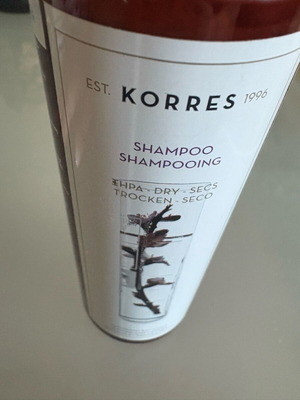 EST. KORRES 1996
SHAMPOO
SHAMPOOING
ΞΗΡΑ - DRY - SECS
TROCKEN - SECO